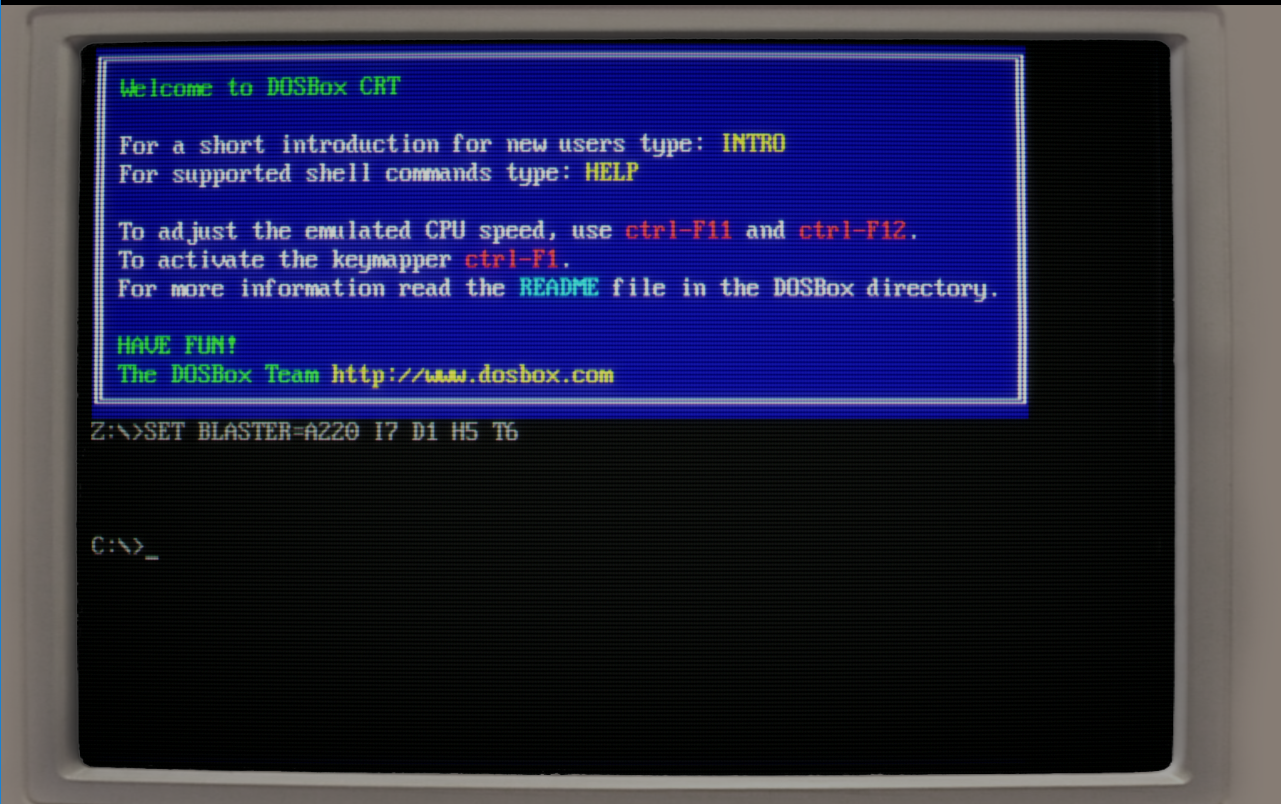 Welcome to DOSBox CRT
For a short introduction for new users type: INTRO
For supported shell commands type: HELP
To adjust the emulated CPU speed, use ctrl-F11 and ctrl-F12.
To activate the keymapper ctrl-F1.
For more information read the README file in the DOSBox directory.
HAVE FUN!
The DOSBox Team http://www.dosbox.com
Z:\>SET BLASTER=A220 I7 D1 H5 T6
C:\>_